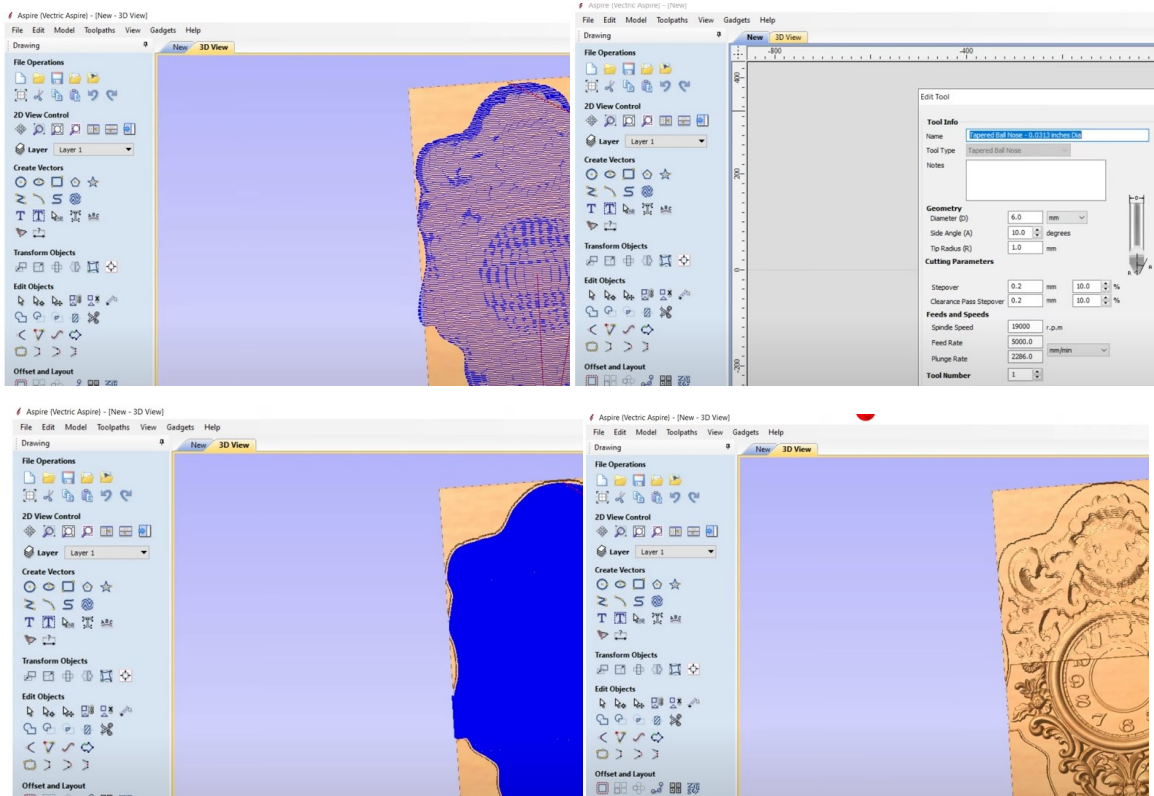 Aspire (Vectric Aspire) - [New - 3D View]
File Edit Model Toolpaths View Gadgets Help
Drawing
New 3D View
File Operations
2D View Control
Layer Layer 1
Create Vectors
Transform Objects
Edit Objects
Offset and Layout
Aspire (Vectric Aspire) - [New]
File Edit Model Toolpaths View Gadgets Help
Drawing
New 3D View
File Operations
2D View Control
Layer Layer 1
Create Vectors
Transform Objects
Edit Objects
Offset and Layout
-800 -400
400
200
0
-200
Edit Tool
Tool Info
Name Tapered Ball Nose - 0.0313 inches Dia
Tool Type Tapered Ball Nose
Notes
Geometry
Diameter (D) 6.0 mm
Side Angle (A) 10.0 degrees
Tip Radius (R) 1.0 mm
Cutting Parameters
Stepover 0.2 mm 10.0 %
Clearance Pass Stepover 0.2 mm 10.0 %
Feeds and Speeds
Spindle Speed 19000 r.p.m
Feed Rate 5000.0
mm/min
Plunge Rate 2286.0
Tool Number 1
D
A
R
Aspire (Vectric Aspire) - [New - 3D View]
File Edit Model Toolpaths View Gadgets Help
Drawing
New 3D View
File Operations
2D View Control
Layer Layer 1
Create Vectors
Transform Objects
Edit Objects
Offset and Layout
Aspire (Vectric Aspire) - [New - 3D View]
File Edit Model Toolpaths View Gadgets Help
Drawing
New 3D View
File Operations
2D View Control
Layer Layer 1
Create Vectors
Transform Objects
Edit Objects
Offset and Layout
9
8
7
6